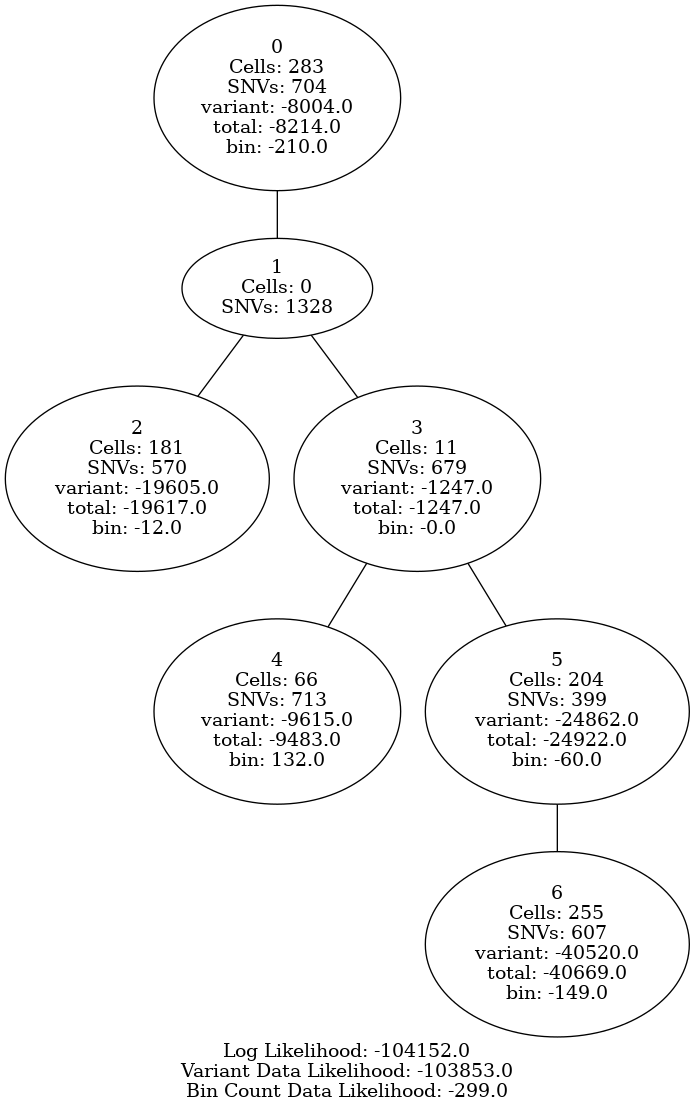 0
Cells: 283
SNVs: 704
variant: -8004.0
total: -8214.0
bin: -210.0
1
Cells: 0
SNVs: 1328
2
Cells: 181
SNVs: 570
variant: -19605.0
total: -19617.0
bin: -12.0
3
Cells: 11
SNVs: 679
variant: -1247.0
total: -1247.0
bin: -0.0
4
Cells: 66
SNVs: 713
variant: -9615.0
total: -9483.0
bin: 132.0
5
Cells: 204
SNVs: 399
variant: -24862.0
total: -24922.0
bin: -60.0
6
Cells: 255
SNVs: 607
variant: -40520.0
total: -40669.0
bin: -149.0
Log Likelihood: -104152.0
Variant Data Likelihood: -103853.0
Bin Count Data Likelihood: -299.0